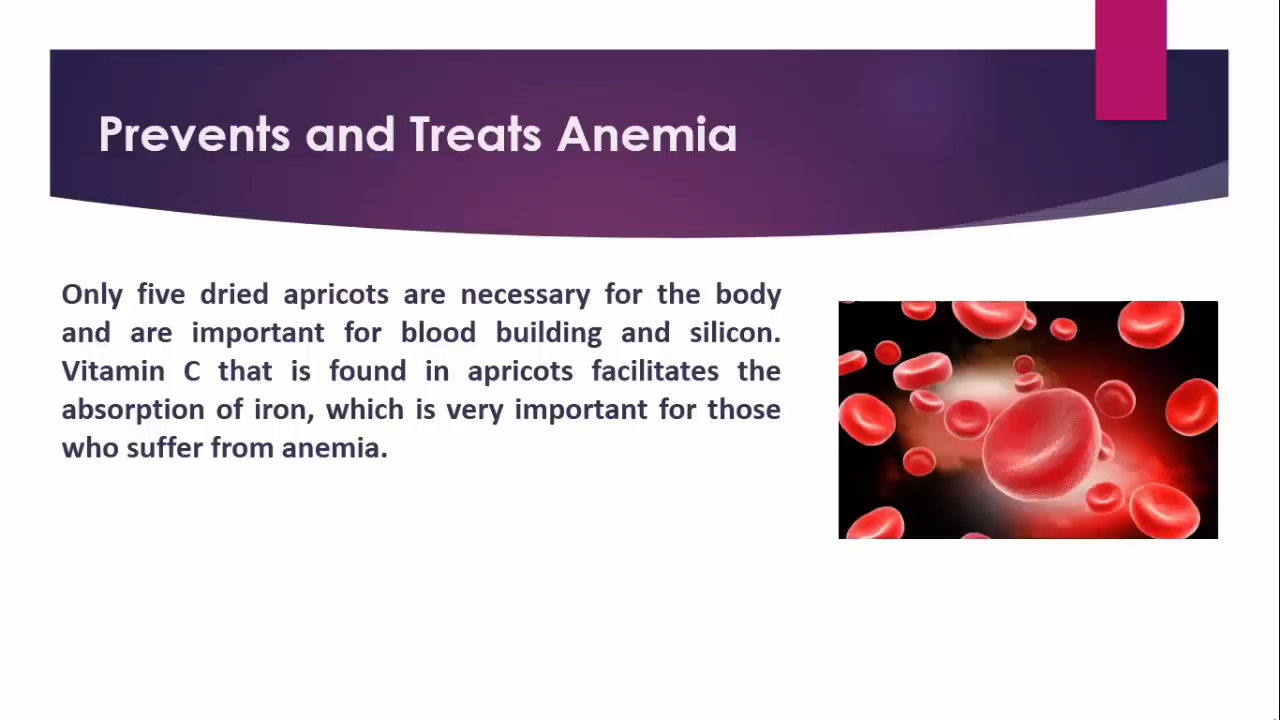 Prevents and Treats Anemia
Only five dried apricots are necessary for the body
and are important for blood building and silicon.
Vitamin C that is found in apricots facilitates the
absorption of iron, which is very important for those
who suffer from anemia.